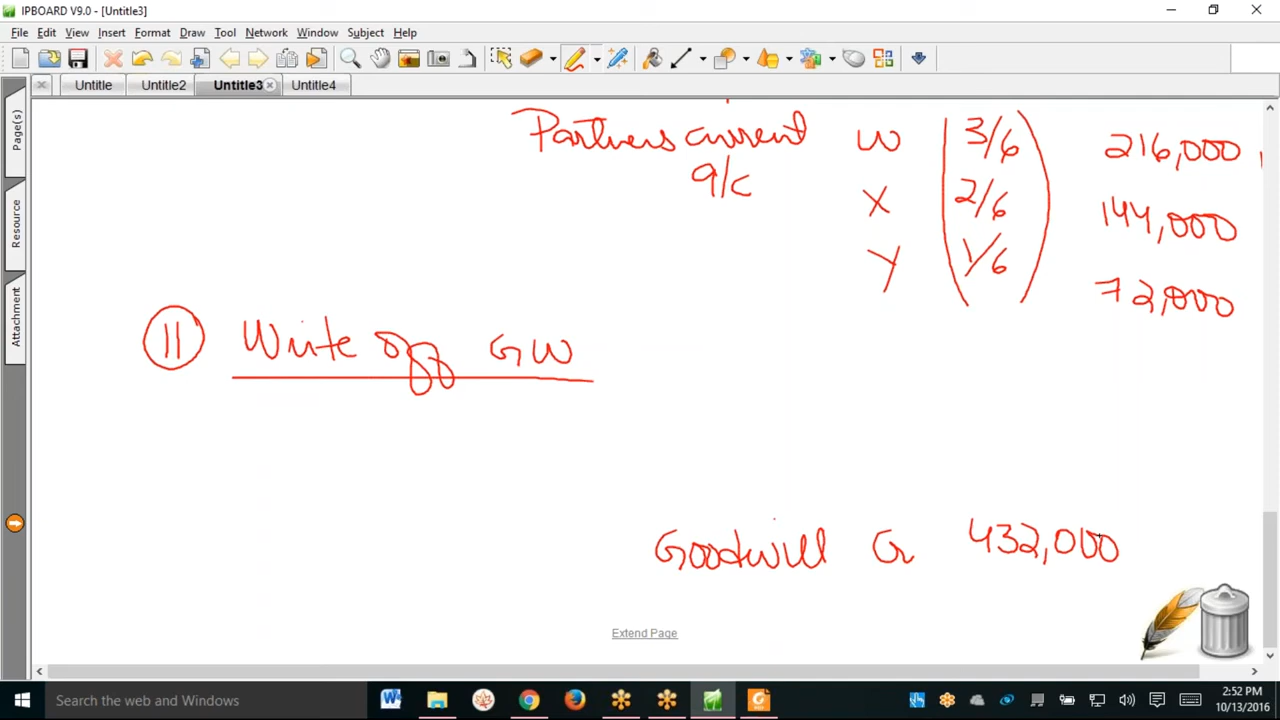 IPBOARD V9.0 - [Untitle3]
File Edit View Insert Format Draw Tool Network Window Subject Help
Untitle Untitle2 Untitle3 Untitle4
Page(s)
Resource
Attachment
Partners current W 3/6 216,000
a/c X 2/6 144,000
Y 1/6 72,000
11 Write off GW
Goodwill Cr 432,000
Extend Page
Search the web and Windows
2:52 PM
10/13/2016